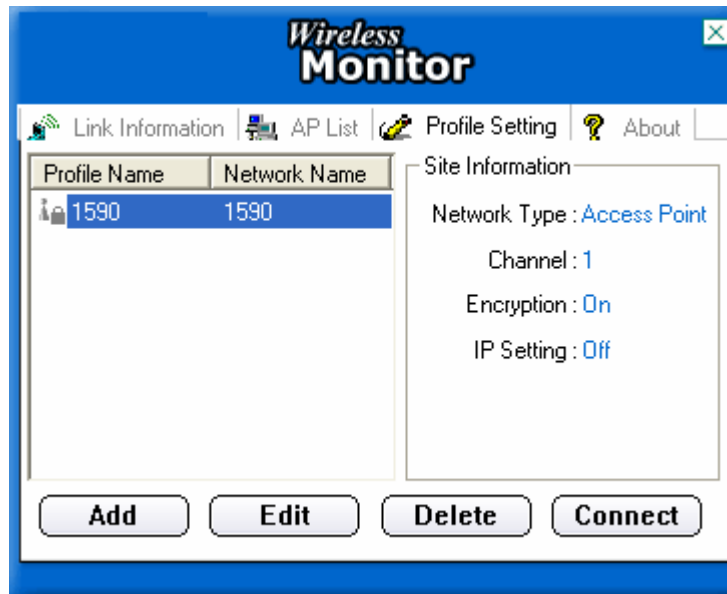 Wireless
Monitor
Link Information AP List Profile Setting About
Profile Name Network Name
1590 1590
Site Information
Network Type : Access Point
Channel : 1
Encryption : On
IP Setting : Off
Add Edit Delete Connect